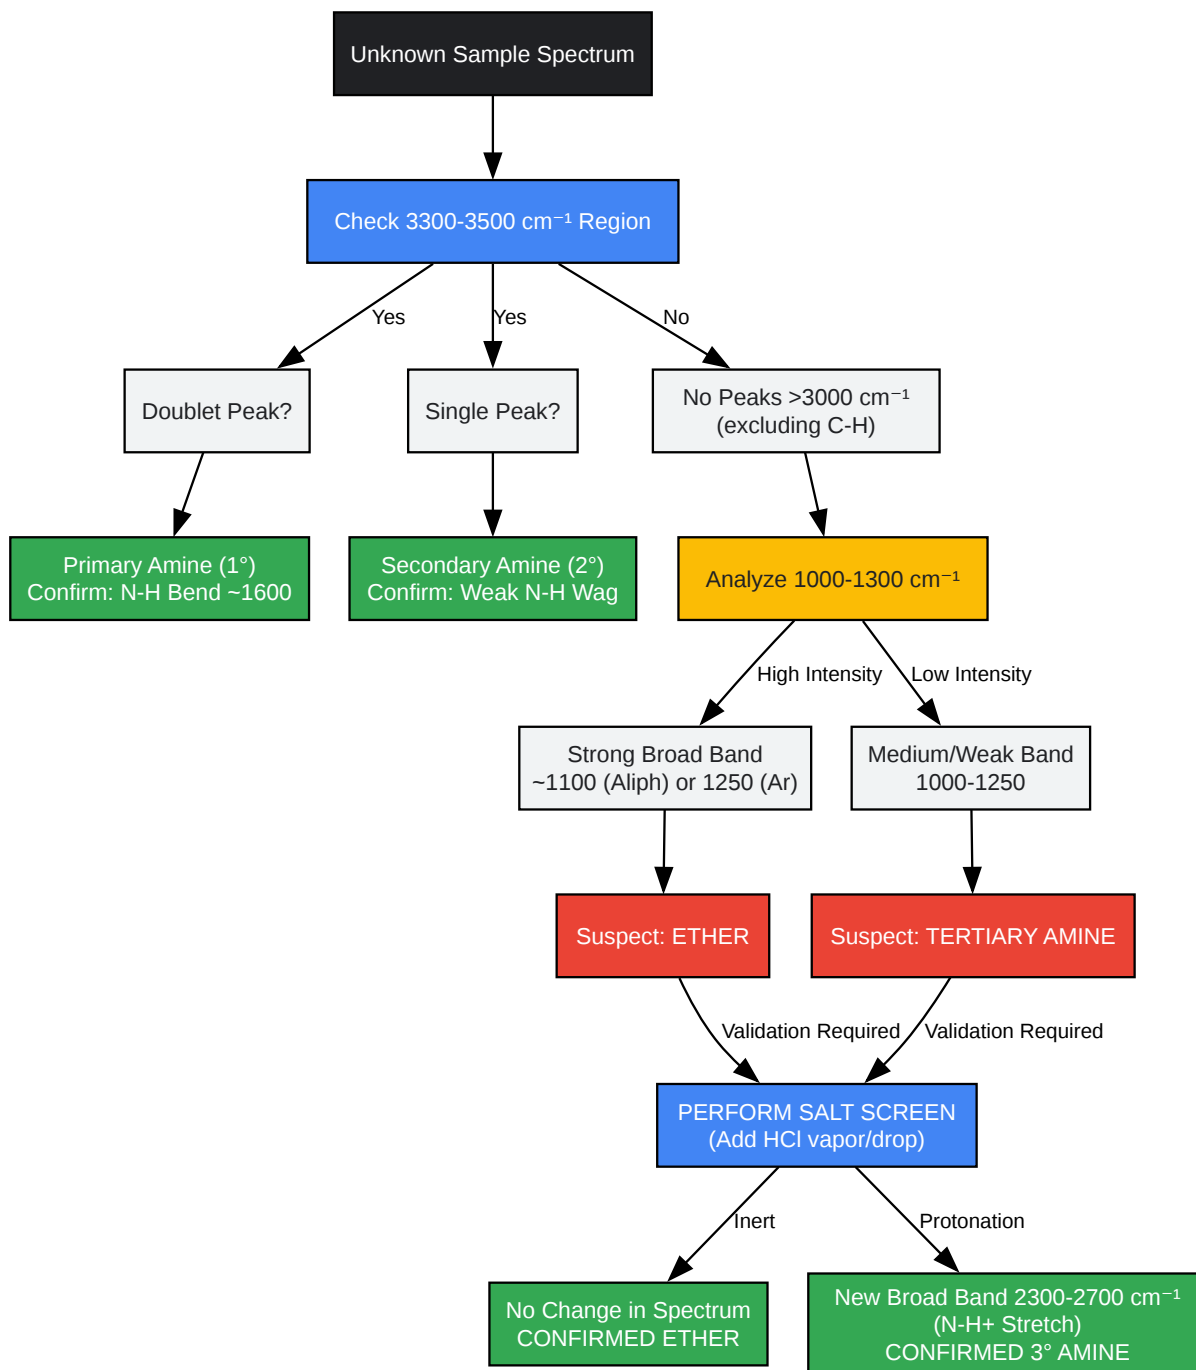 Unknown Sample Spectrum
Check 3300-3500 cm⁻¹ Region
Yes
Yes
No
Doublet Peak?
Single Peak?
No Peaks >3000 cm⁻¹
(excluding C-H)
Primary Amine (1°)
Confirm: N-H Bend ~1600
Secondary Amine (2°)
Confirm: Weak N-H Wag
Analyze 1000-1300 cm⁻¹
High Intensity
Low Intensity
Strong Broad Band
~1100 (Aliph) or 1250 (Ar)
Medium/Weak Band
1000-1250
Suspect: ETHER
Suspect: TERTIARY AMINE
Validation Required
Validation Required
PERFORM SALT SCREEN
(Add HCl vapor/drop)
Inert
Protonation
No Change in Spectrum
CONFIRMED ETHER
New Broad Band 2300-2700 cm⁻¹
(N-H+ Stretch)
CONFIRMED 3° AMINE